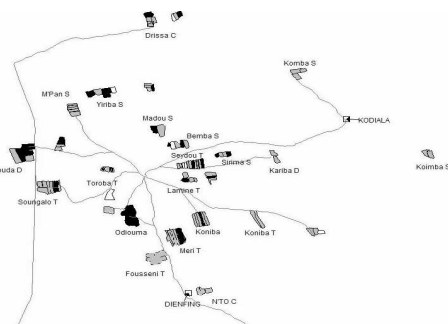 Drissa C
Komba S
M'Pan S
Yiriba S
Madou S
KODIALA
Bemba S
Seydou T
Sirima S
Kariba D
Koimba S
ouda D
Toroba T
Lamine T
Soungalo T
Odiouma
Koniba
Koniba T
Meri T
Fousseni T
DIENFING
N'TO C